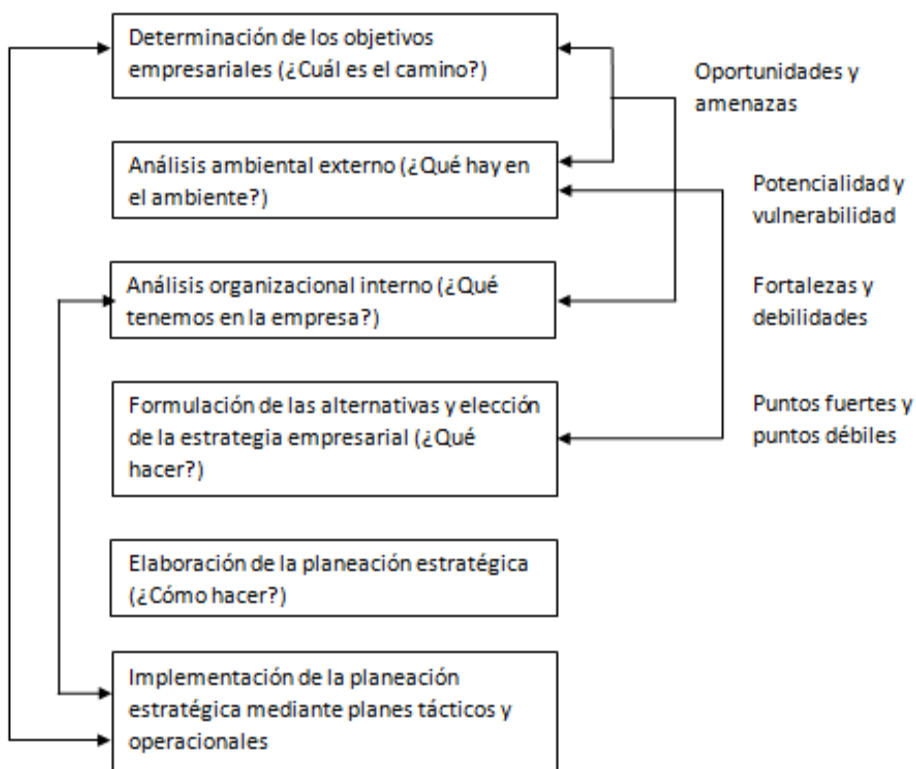 Determinación de los objetivos
empresariales (¿Cuál es el camino?)
Oportunidades y
amenazas
Análisis ambiental externo (¿Qué hay en
el ambiente?)
Potencialidad y
vulnerabilidad
Análisis organizacional interno (¿Qué
tenemos en la empresa?)
Fortalezas y
debilidades
Formulación de las alternativas y elección
de la estrategia empresarial (¿Qué
hacer?)
Puntos fuertes y
puntos débiles
Elaboración de la planeación estratégica
(¿Cómo hacer?)
Implementación de la planeación
estratégica mediante planes tácticos y
operacionales